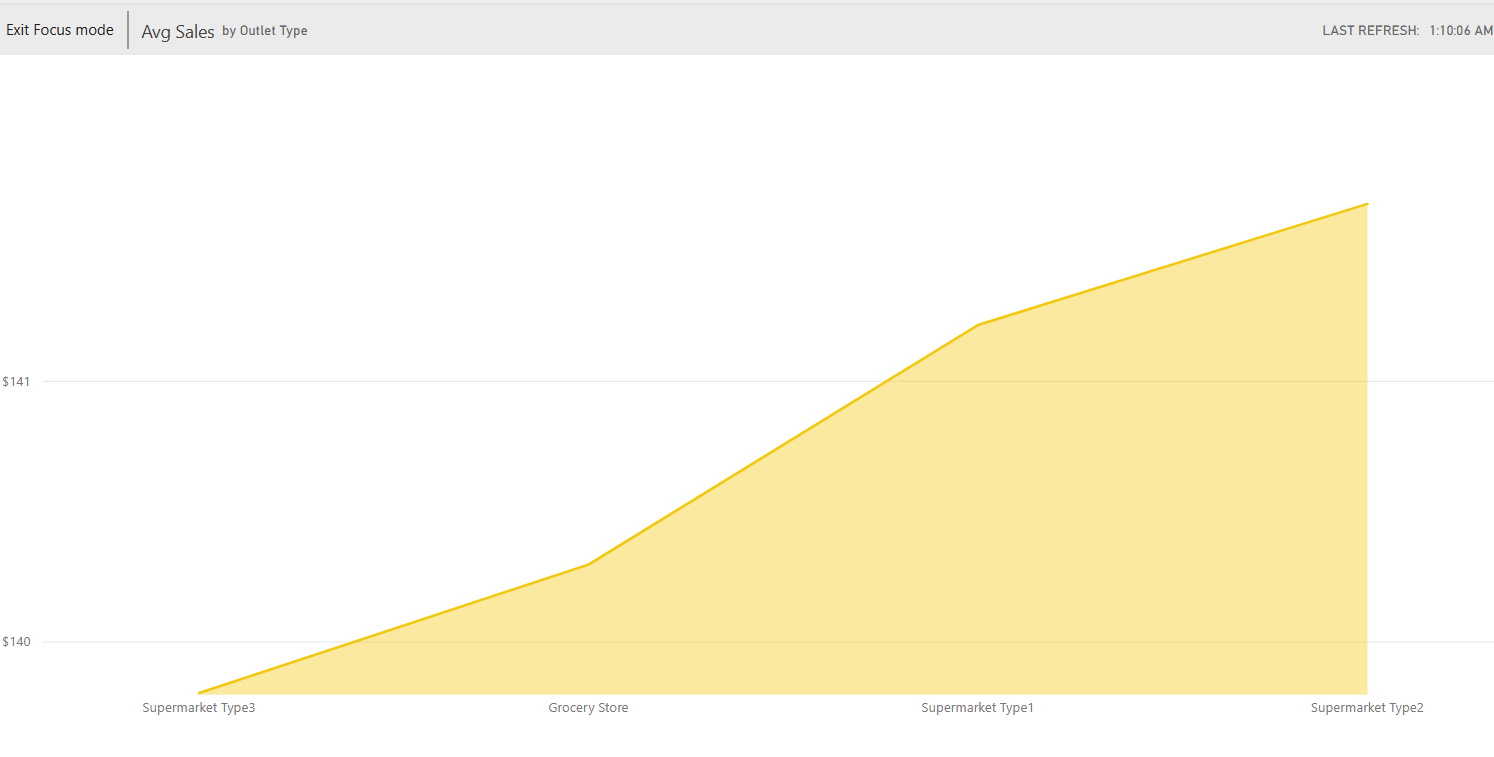 Exit Focus mode
Avg Sales by Outlet Type
LAST REFRESH: 1:10:06 AM
$141
$140
Supermarket Type3
Grocery Store
Supermarket Type1
Supermarket Type2